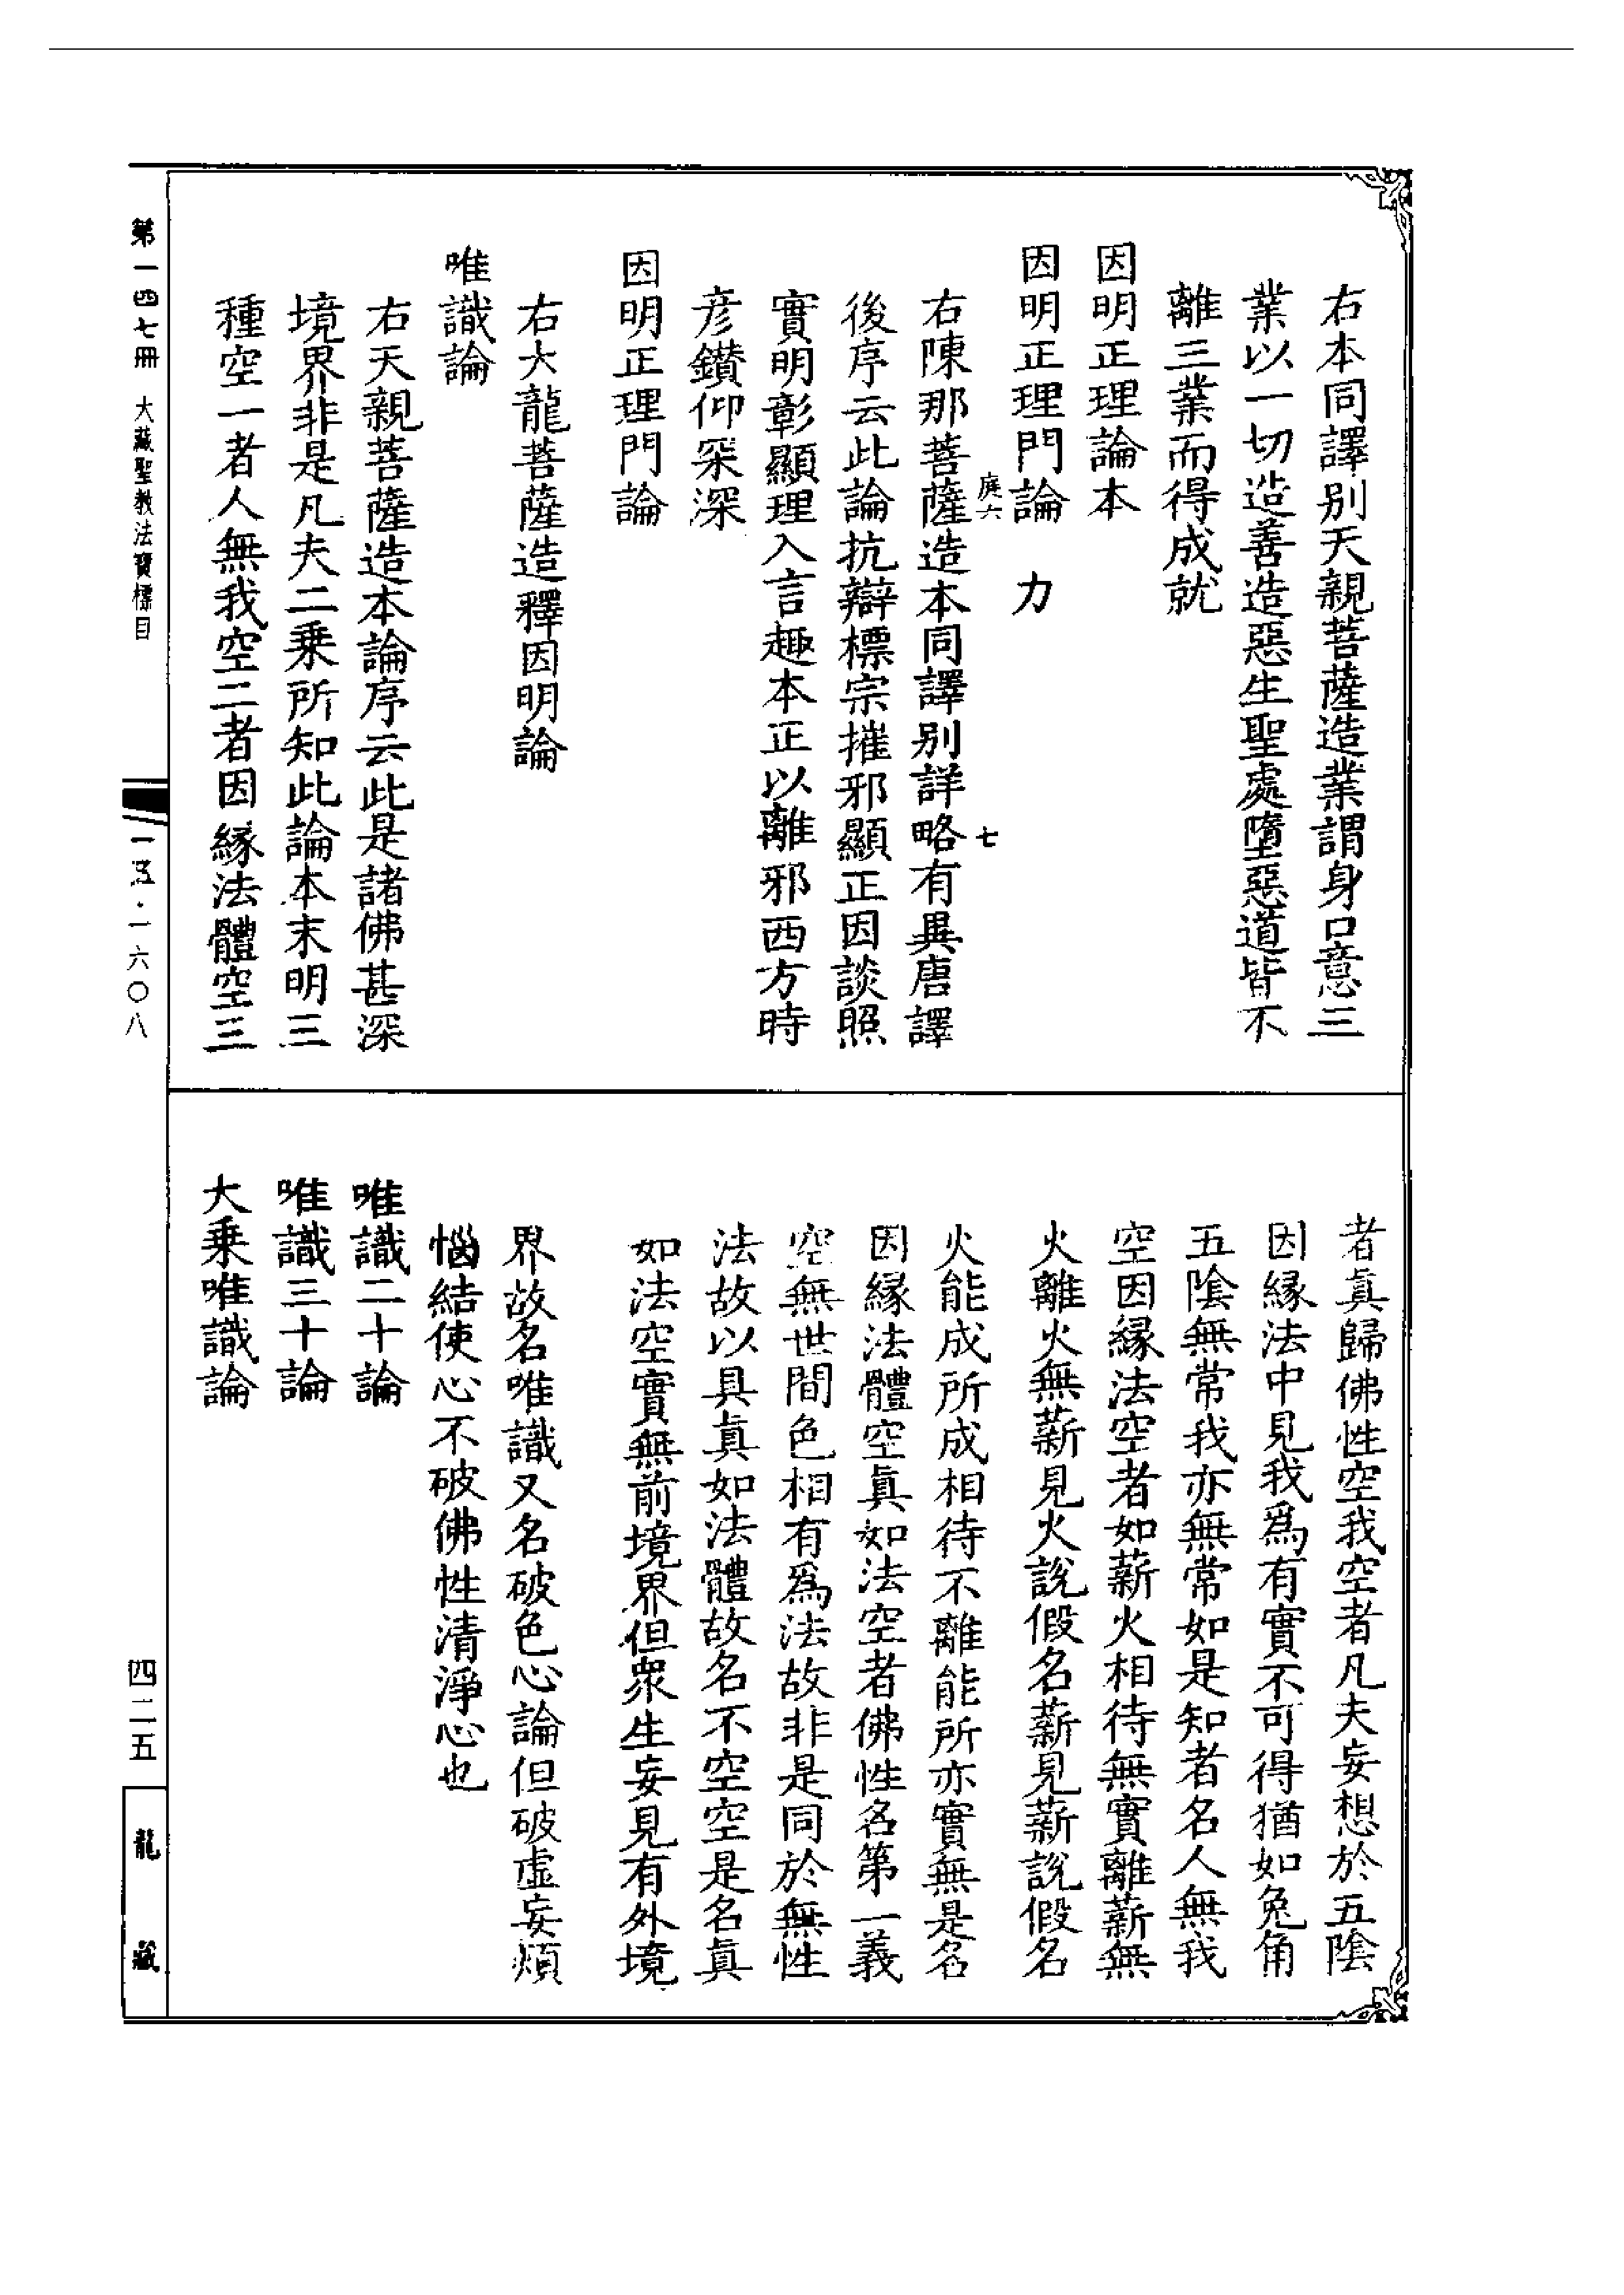 右本同譯別天親菩薩造業謂身口意三
業以一切造善造惡生聖處墮惡道皆不
離三業而得成就
因明正理論本
因明正理門論　力
庭六　七
右陳那菩薩造本同譯別詳略有異唐譯
後序云此論抗辯標宗摧邪顯正因談照
實明彰顯理入言趣本正以離邪西方時
彦鑚仰罙深
因明正理門論
右大龍菩薩造釋因明論
唯識論
右天親菩薩造本論序云此是諸佛甚深
境界非是凡夫二乗所知此論本末明三
種空一者人無我空二者因縁法體空三
者眞歸佛性空我空者凡夫妄想於五陰
因縁法中見我爲有實不可得猶如兔角
五陰無常我亦無常如是知者名人無我
空因縁法空者如薪火相待無實離薪無
火離火無薪見火説假名薪見薪説假名
火能成所成相待不離能所亦實無是名
因縁法體空眞如法空者佛性名第一義
空無世間色相有爲法故非是同於無性
法故以具眞如法體故名不空空是名眞
如法空實無前境界但衆生妄見有外境
界故名唯識又名破色心論但破虚妄煩
惱結使心不破佛性清淨心也
唯識二十論
唯識三十論
大乗唯識論
第一四七冊　大藏聖教法寶標目
一五·一六〇八
四二五
龍藏